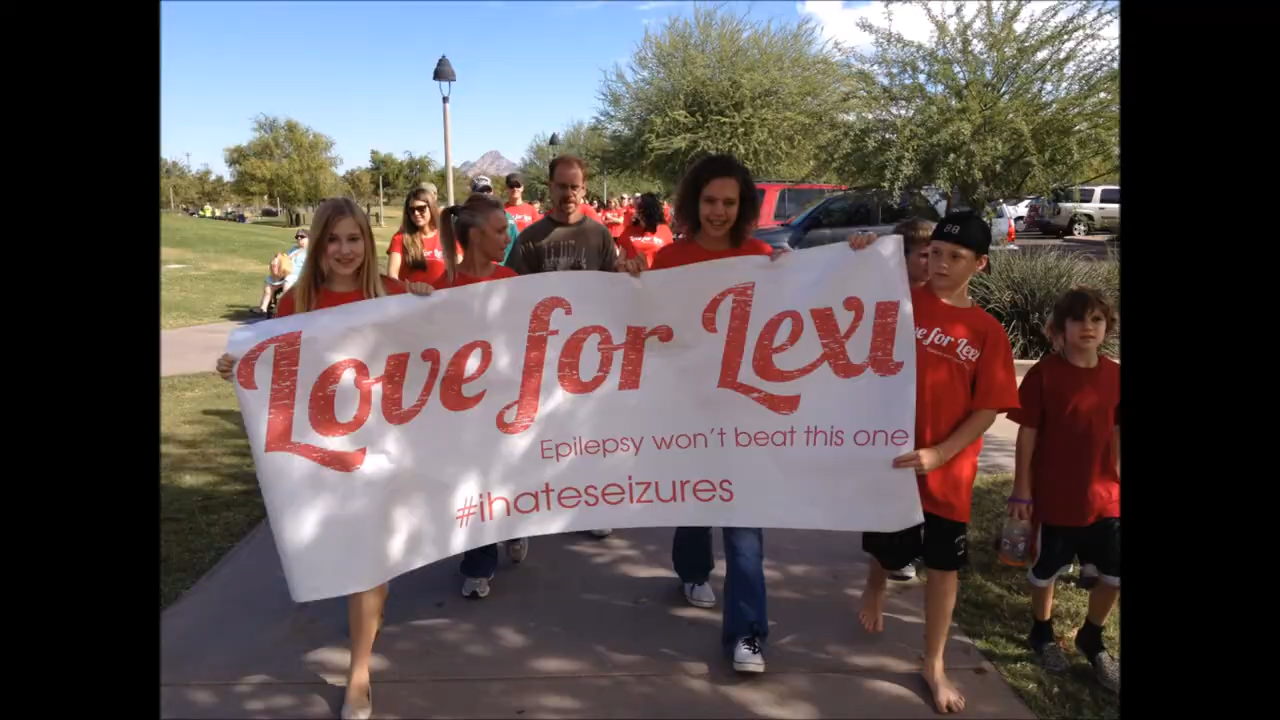 Love for Lexi
Epilepsy won't beat this one
#ihateseizures
88
ve for Lexi